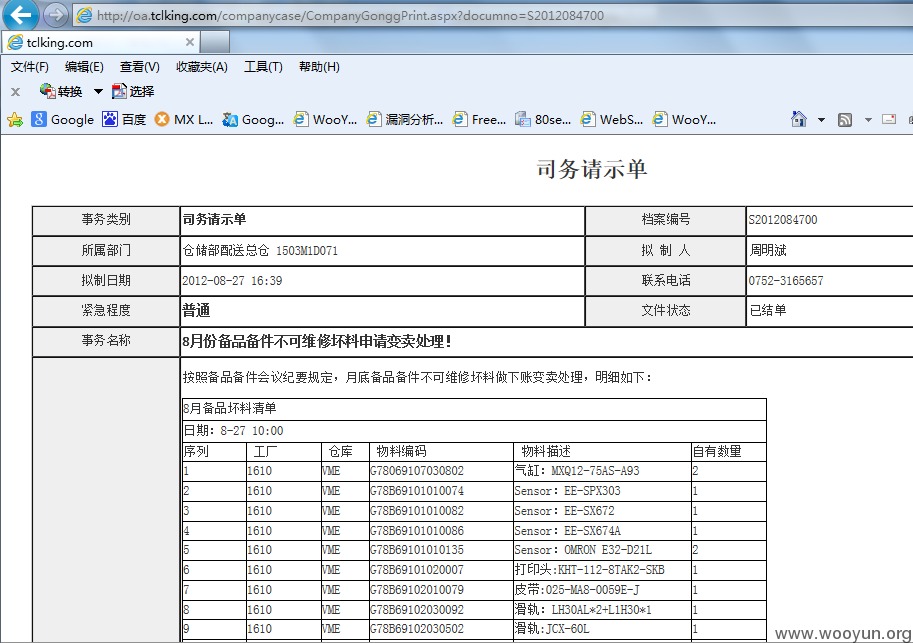 http://oa.tclking.com/companycase/CompanyGonggPrint.aspx?documno=S2012084700
tclking.com
文件(F) 编辑(E) 查看(V) 收藏夹(A) 工具(T) 帮助(H)
转换 选择
Google 百度 MX L... Goog... WooY... 漏洞分析... Free... 80se... WebS... WooY...
司务请示单
事务类别 司务请示单 档案编号 S2012084700
所属部门 仓储部配送总仓 1503M1D071 拟 制 人 周明斌
拟制日期 2012-08-27 16:39 联系电话 0752-3165657
紧急程度 普通 文件状态 已结单
事务名称 8月份备品备件不可维修坏料申请变卖处理!
按照备品备件会议纪要规定，月底备品备件不可维修坏料做下账变卖处理，明细如下：
8月备品坏料清单
日期：8-27 10:00
序列 工厂 仓库 物料编码 物料描述 自有数量
1 1610 VME G78069107030802 气缸：MXQ12-75AS-A93 2
2 1610 VME G78B69101010074 Sensor：EE-SPX303 1
3 1610 VME G78B69101010082 Sensor：EE-SX672 1
4 1610 VME G78B69101010086 Sensor：EE-SX674A 1
5 1610 VME G78B69101010135 Sensor：OMRON E32-D21L 2
6 1610 VME G78B69101020007 打印头:KHT-112-8TAK2-SKB 1
7 1610 VME G78B69102010079 皮带:025-MA8-0059E-J 1
8 1610 VME G78B69102030092 滑轨：LH30AL*2+L1H30*1 1
9 1610 VME G78B69102030502 滑轨:JCX-60L 1
www.wooyun.org